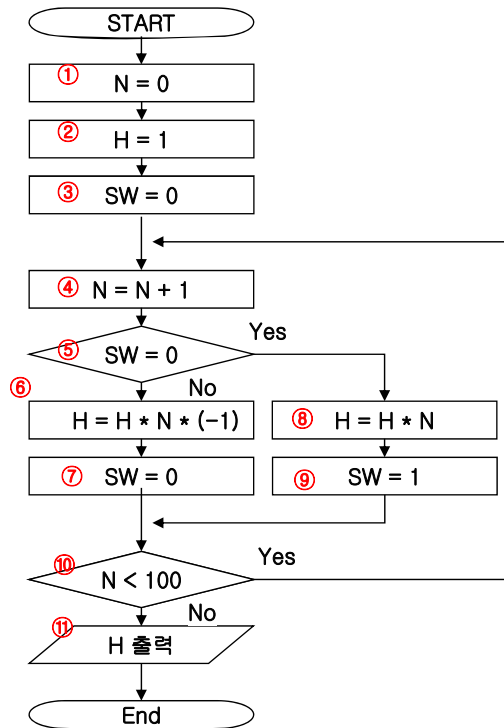 START
① N = 0
② H = 1
③ SW = 0
④ N = N + 1
Yes
⑤ SW = 0
⑥ No
H = H * N * (-1)
⑧ H = H * N
⑦ SW = 0
⑨ SW = 1
Yes
⑩ N < 100
No
⑪ H 출력
End